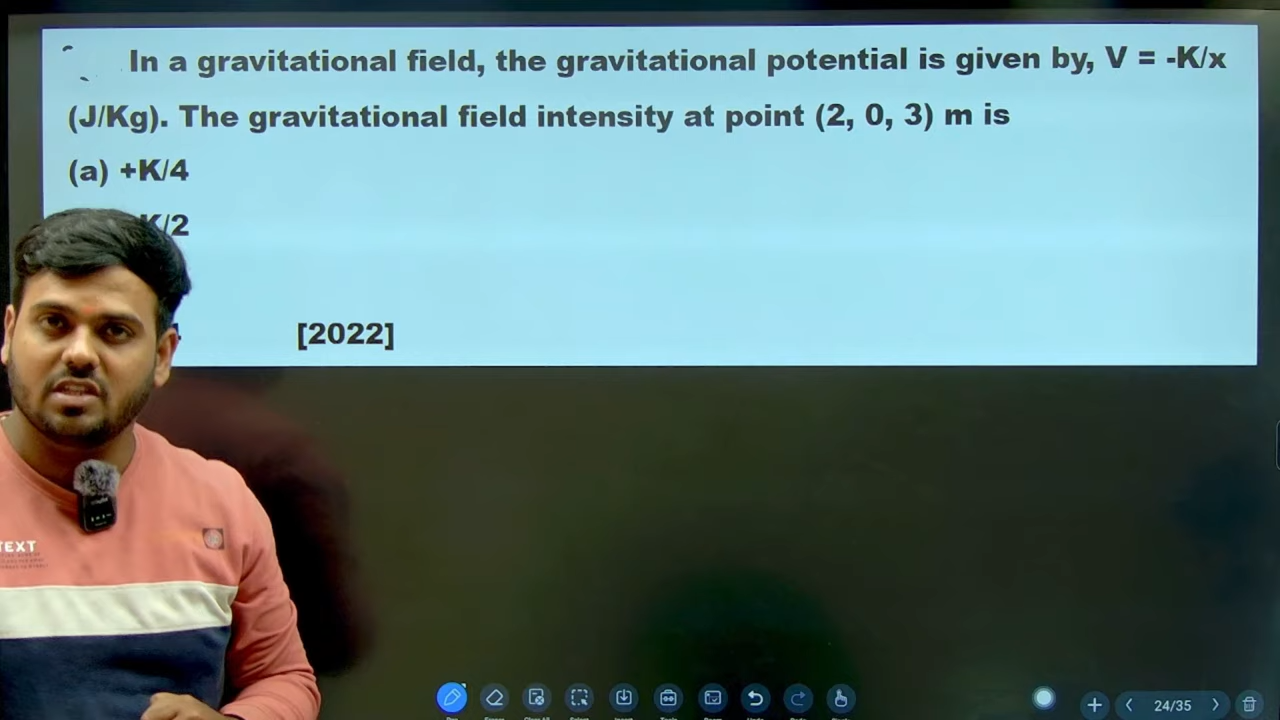 In a gravitational field, the gravitational potential is given by, V = -K/x
(J/Kg). The gravitational field intensity at point (2, 0, 3) m is
(a) +K/4
K/2
[2022]
TEXT
24/35